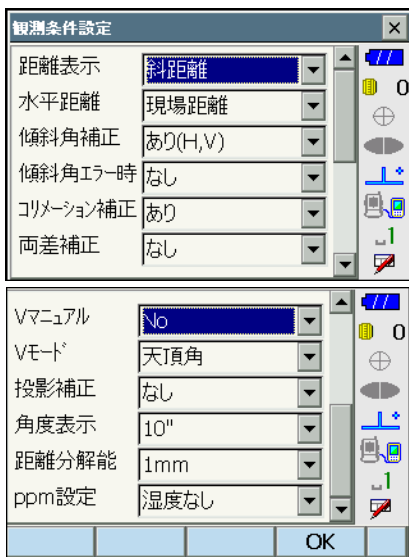 観測条件設定
距離表示 斜距離
水平距離 現場距離
傾斜角補正 あり(H,V)
傾斜角エラー時 なし
コリメーション補正 あり
両差補正 なし
0
1
Vマニュアル No
Vモード 天頂角
投影補正 なし
角度表示 10"
距離分解能 1mm
ppm設定 湿度なし
0
1
OK